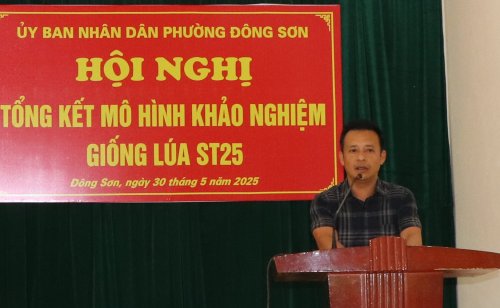 ỦY BAN NHÂN DÂN PHƯỜNG ĐÔNG SƠN
HỘI NGHỊ
TỔNG KẾT MÔ HÌNH KHẢO NGHIỆM
GIỐNG LÚA ST25
Đông Sơn, ngày 30 tháng 5 năm 2025